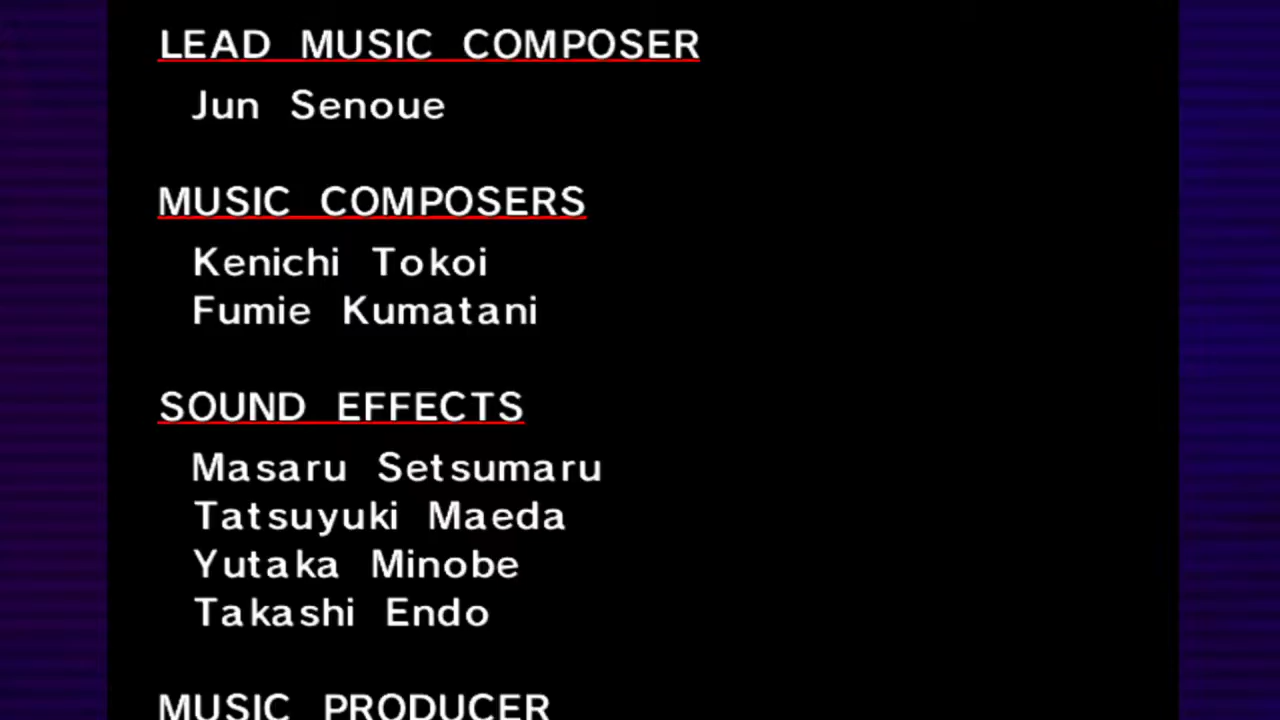 LEAD MUSIC COMPOSER
Jun Senoue
MUSIC COMPOSERS
Kenichi Tokoi
Fumie Kumatani
SOUND EFFECTS
Masaru Setsumaru
Tatsuyuki Maeda
Yutaka Minobe
Takashi Endo
MUSIC PRODUCER